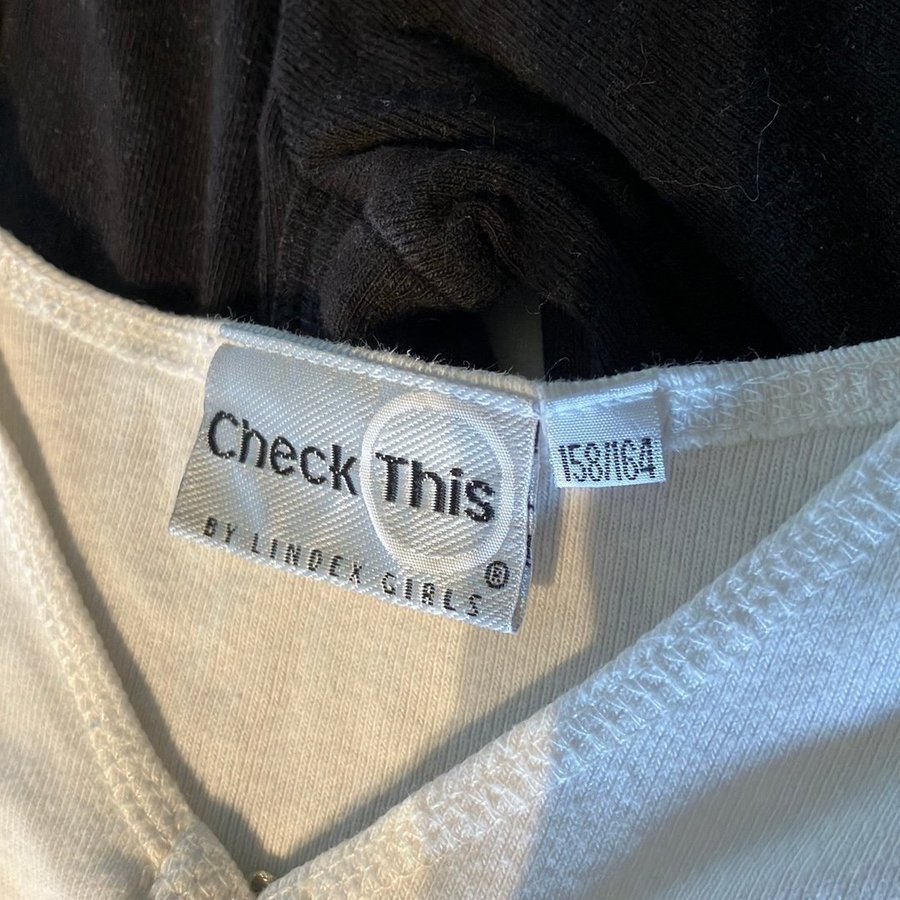 Check This
BY LINDEX GIRLS®
158/164